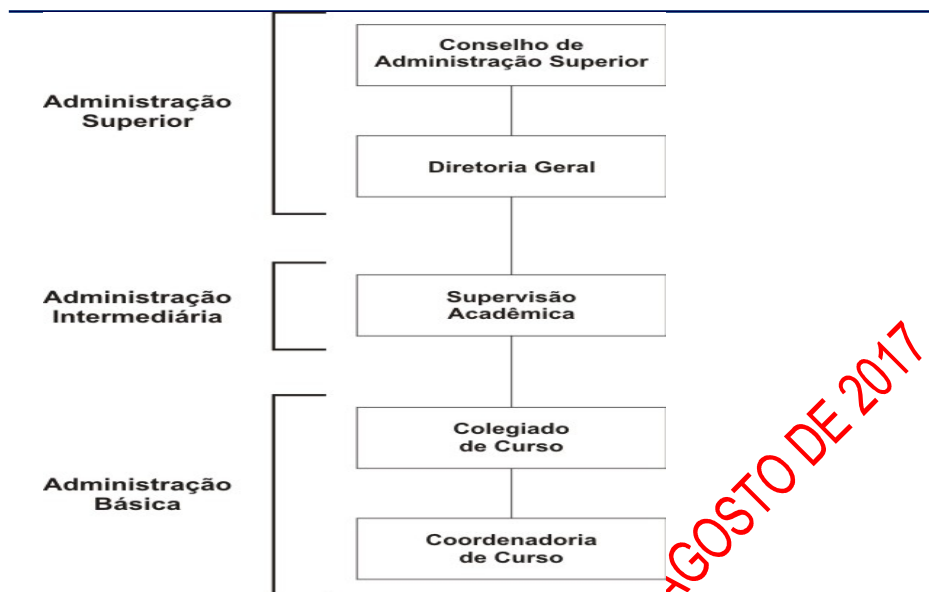 Conselho de
Administração Superior
Administração
Superior
Diretoria Geral
Administração
Intermediária
Supervisão
Acadêmica
Colegiado
de Curso
Administração
Básica
Coordenadoria
de Curso
AGOSTO DE 2017